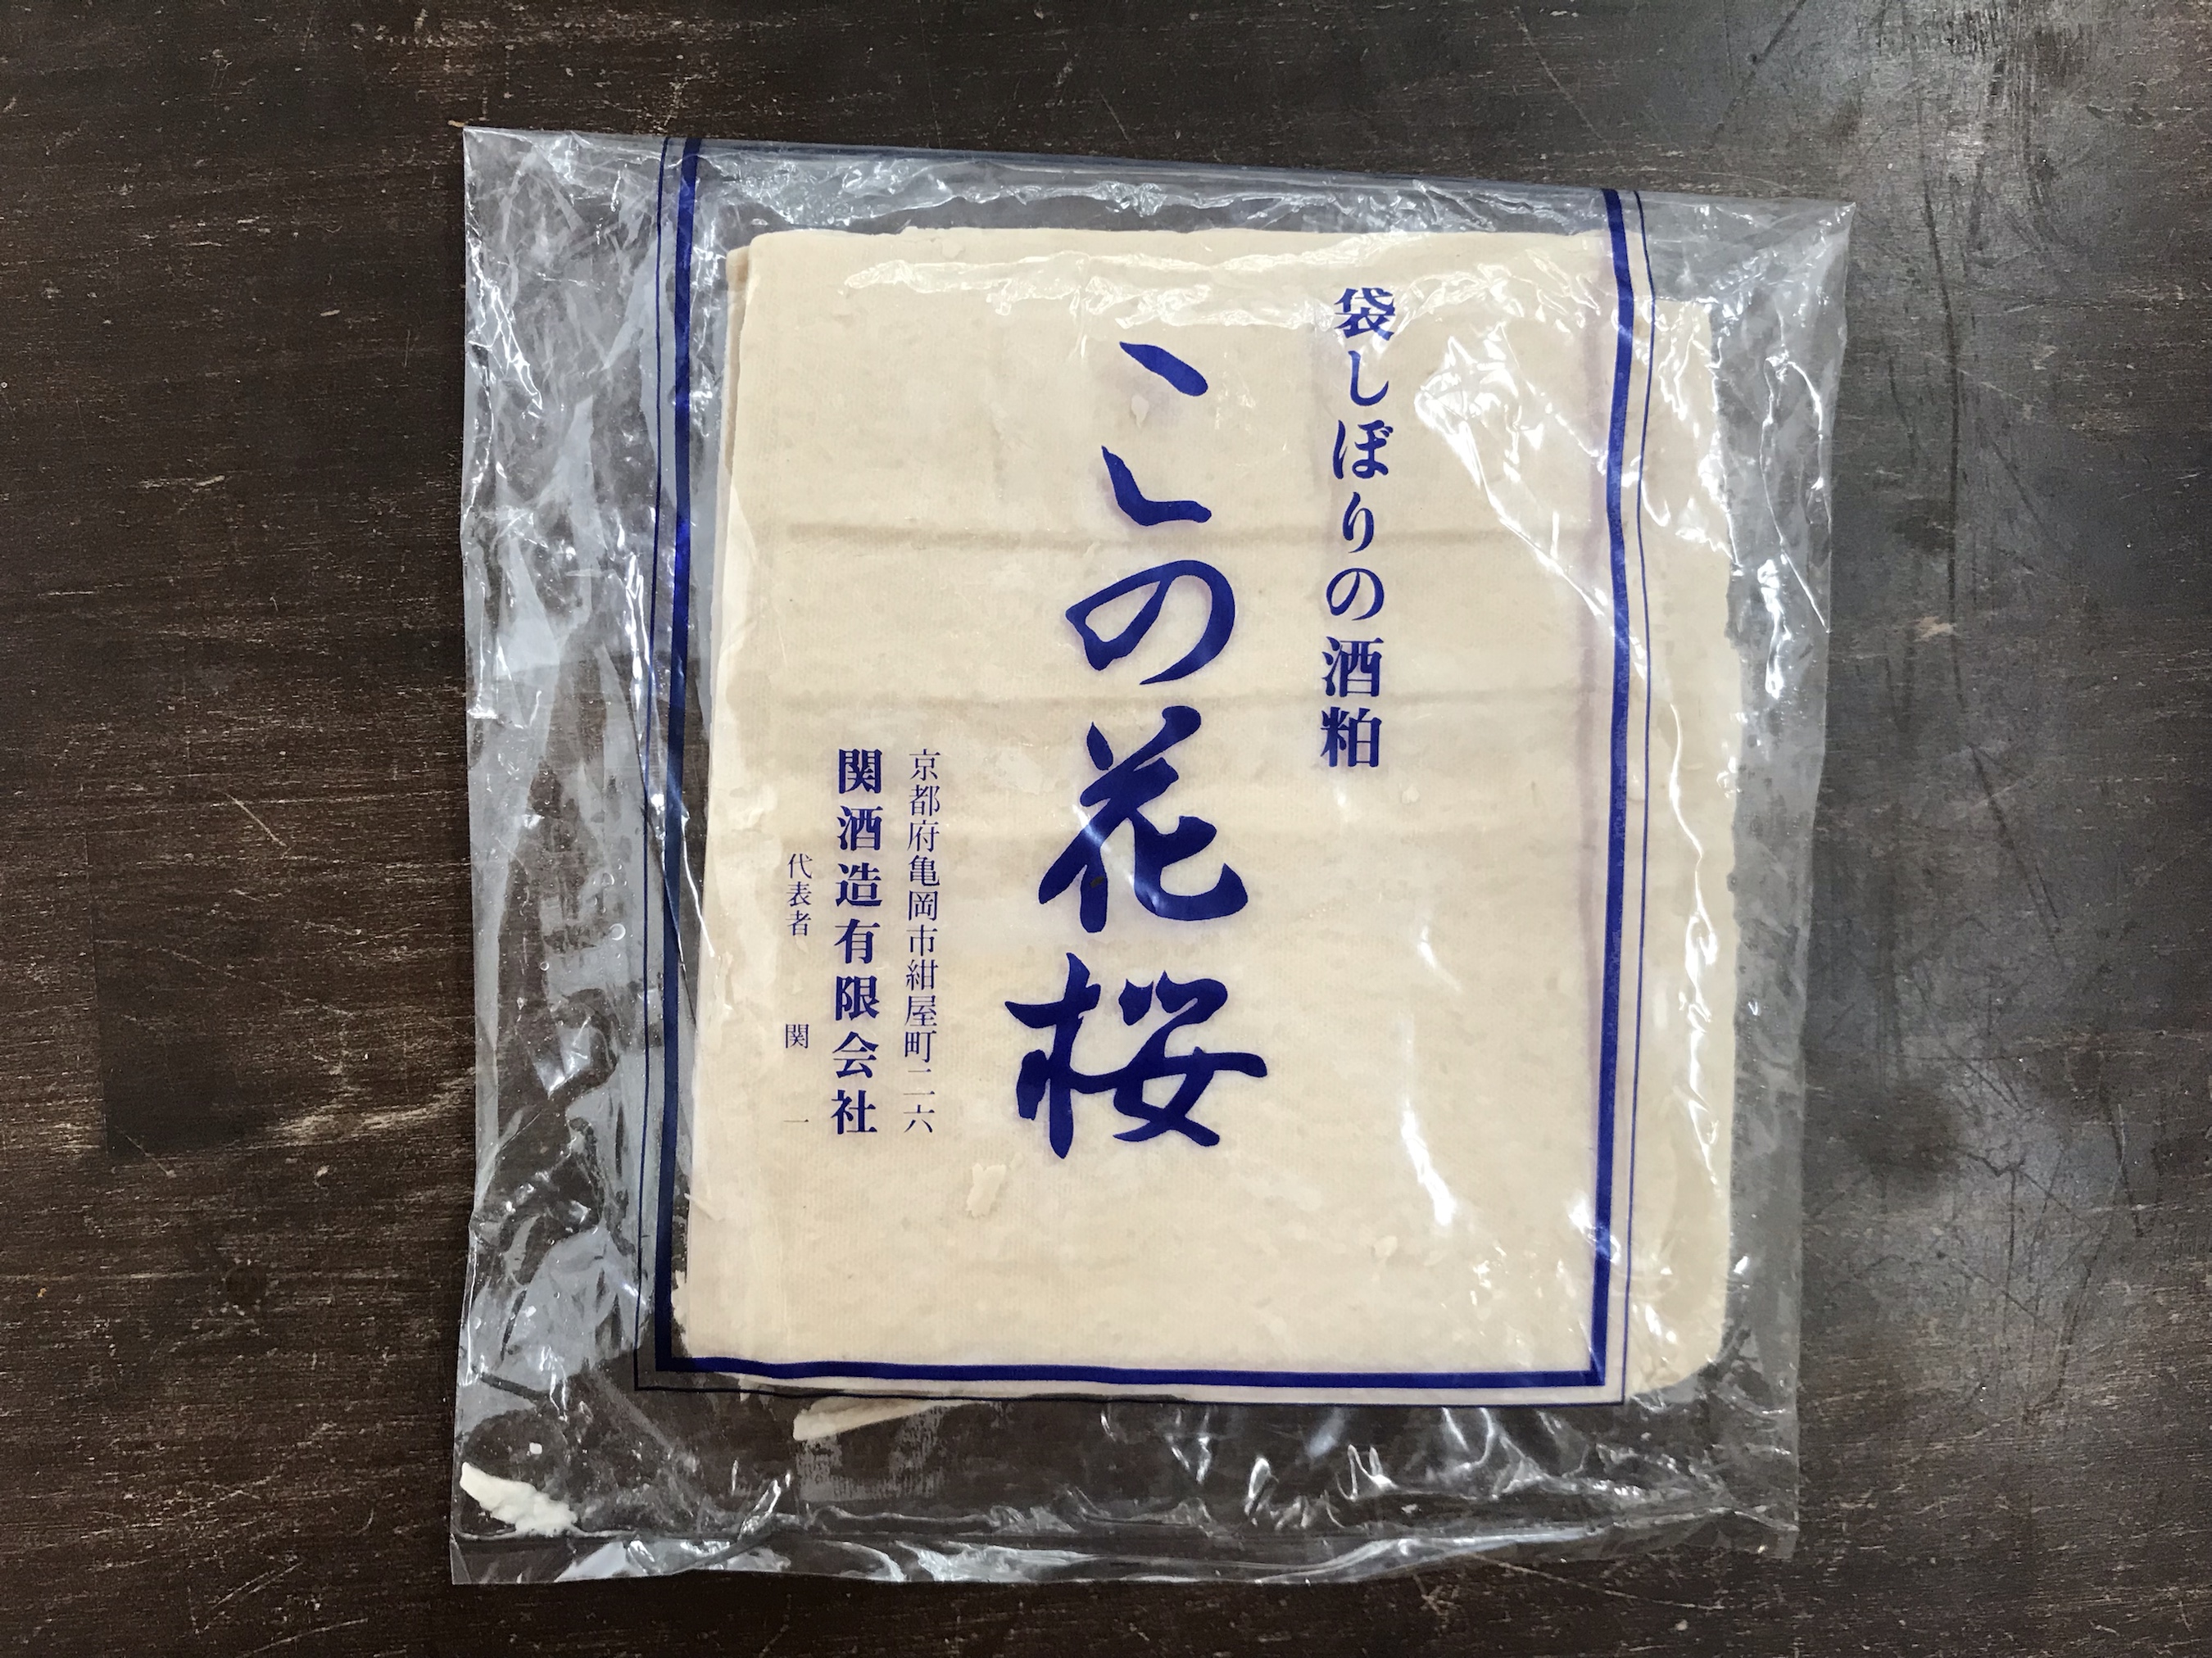 袋しぼりの酒粕
この花桜
京都府亀岡市紺屋町二六
関酒造有限会社
代表者 関 一